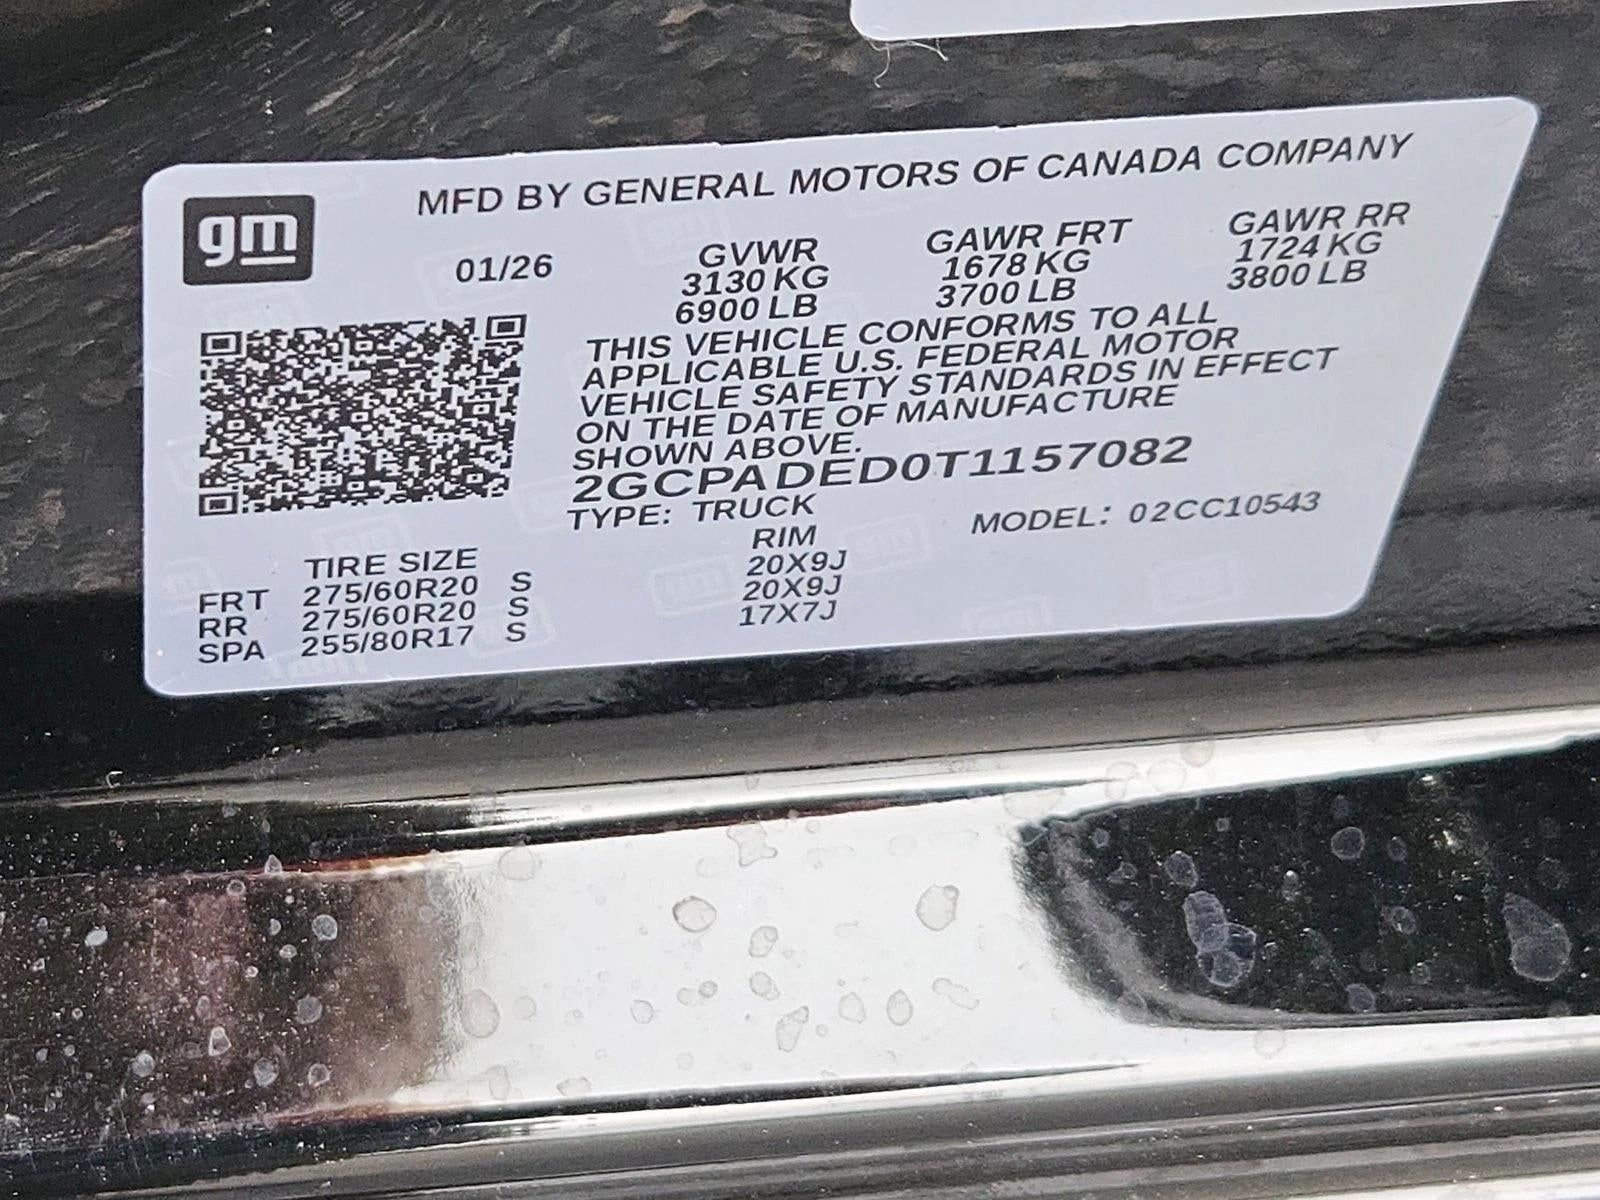 gm
MFD BY GENERAL MOTORS OF CANADA COMPANY
01/26
GVWR
3130 KG
6900 LB
GAWR FRT
1678 KG
3700 LB
GAWR RR
1724 KG
3800 LB
THIS VEHICLE CONFORMS TO ALL
APPLICABLE U.S. FEDERAL MOTOR
VEHICLE SAFETY STANDARDS IN EFFECT
ON THE DATE OF MANUFACTURE
SHOWN ABOVE.
2GCPADED0T1157082
TYPE: TRUCK
MODEL: 02CC10543
TIRE SIZE RIM
FRT 275/60R20 S 20X9J
RR 275/60R20 S 20X9J
SPA 255/80R17 S 17X7J